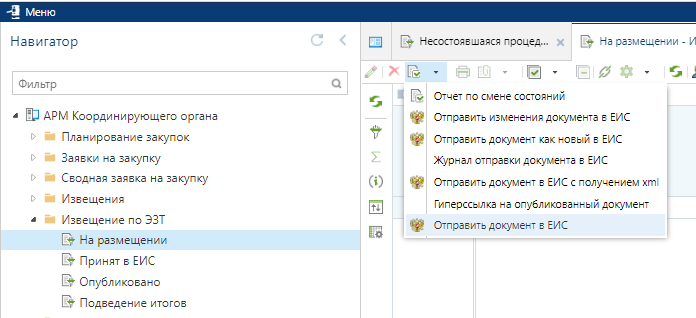 Меню
Навигатор
Фильтр
АРМ Координирующего органа
Планирование закупок
Заявки на закупку
Сводная заявка на закупку
Извещения
Извещение по ЭЗТ
На размещении
Принят в ЕИС
Опубликовано
Подведение итогов
Несостоявшаяся процед...
На размещении - И
Отчет по смене состояний
Отправить изменения документа в ЕИС
Отправить документ как новый в ЕИС
Журнал отправки документа в ЕИС
Отправить документ в ЕИС с получением xml
Гиперссылка на опубликованный документ
Отправить документ в ЕИС